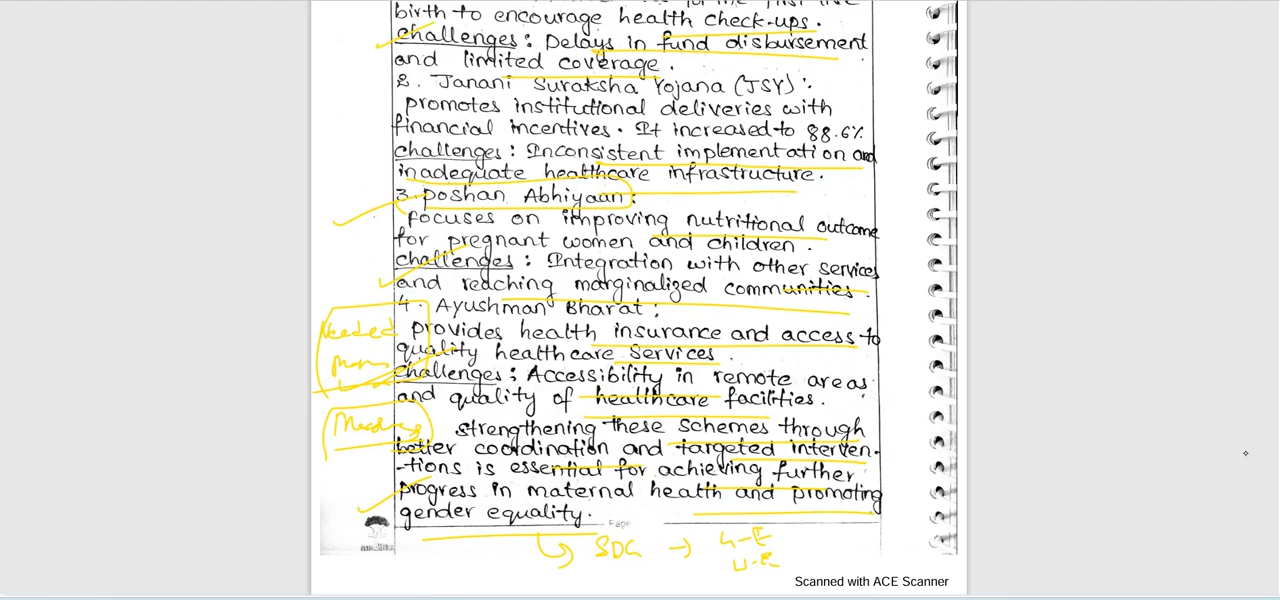 birth to encourage health check-ups.
challenges: Delays in fund disbursement
and limited coverage.
2. Janani Suraksha Yojana (JSY):
promotes institutional deliveries with
financial incentives. It increased to 88.6%
challenges: Inconsistent implementation and
inadequate healthcare infrastructure.
3. poshan Abhiyaan:
focuses on improving nutritional outcome
for pregnant women and children.
challenges: Integration with other services
and reaching marginalized communities.
4. Ayushman Bharat:
Needed
provides health insurance and access to
quality healthcare services.
challenges: Accessibility in remote areas
and quality of healthcare facilities.
strengthening these schemes through
better coordination and targeted interven-
-tions is essential for achieving further
progress in maternal health and promoting
gender equality.
Page
SDG → G-E
Scanned with ACE Scanner